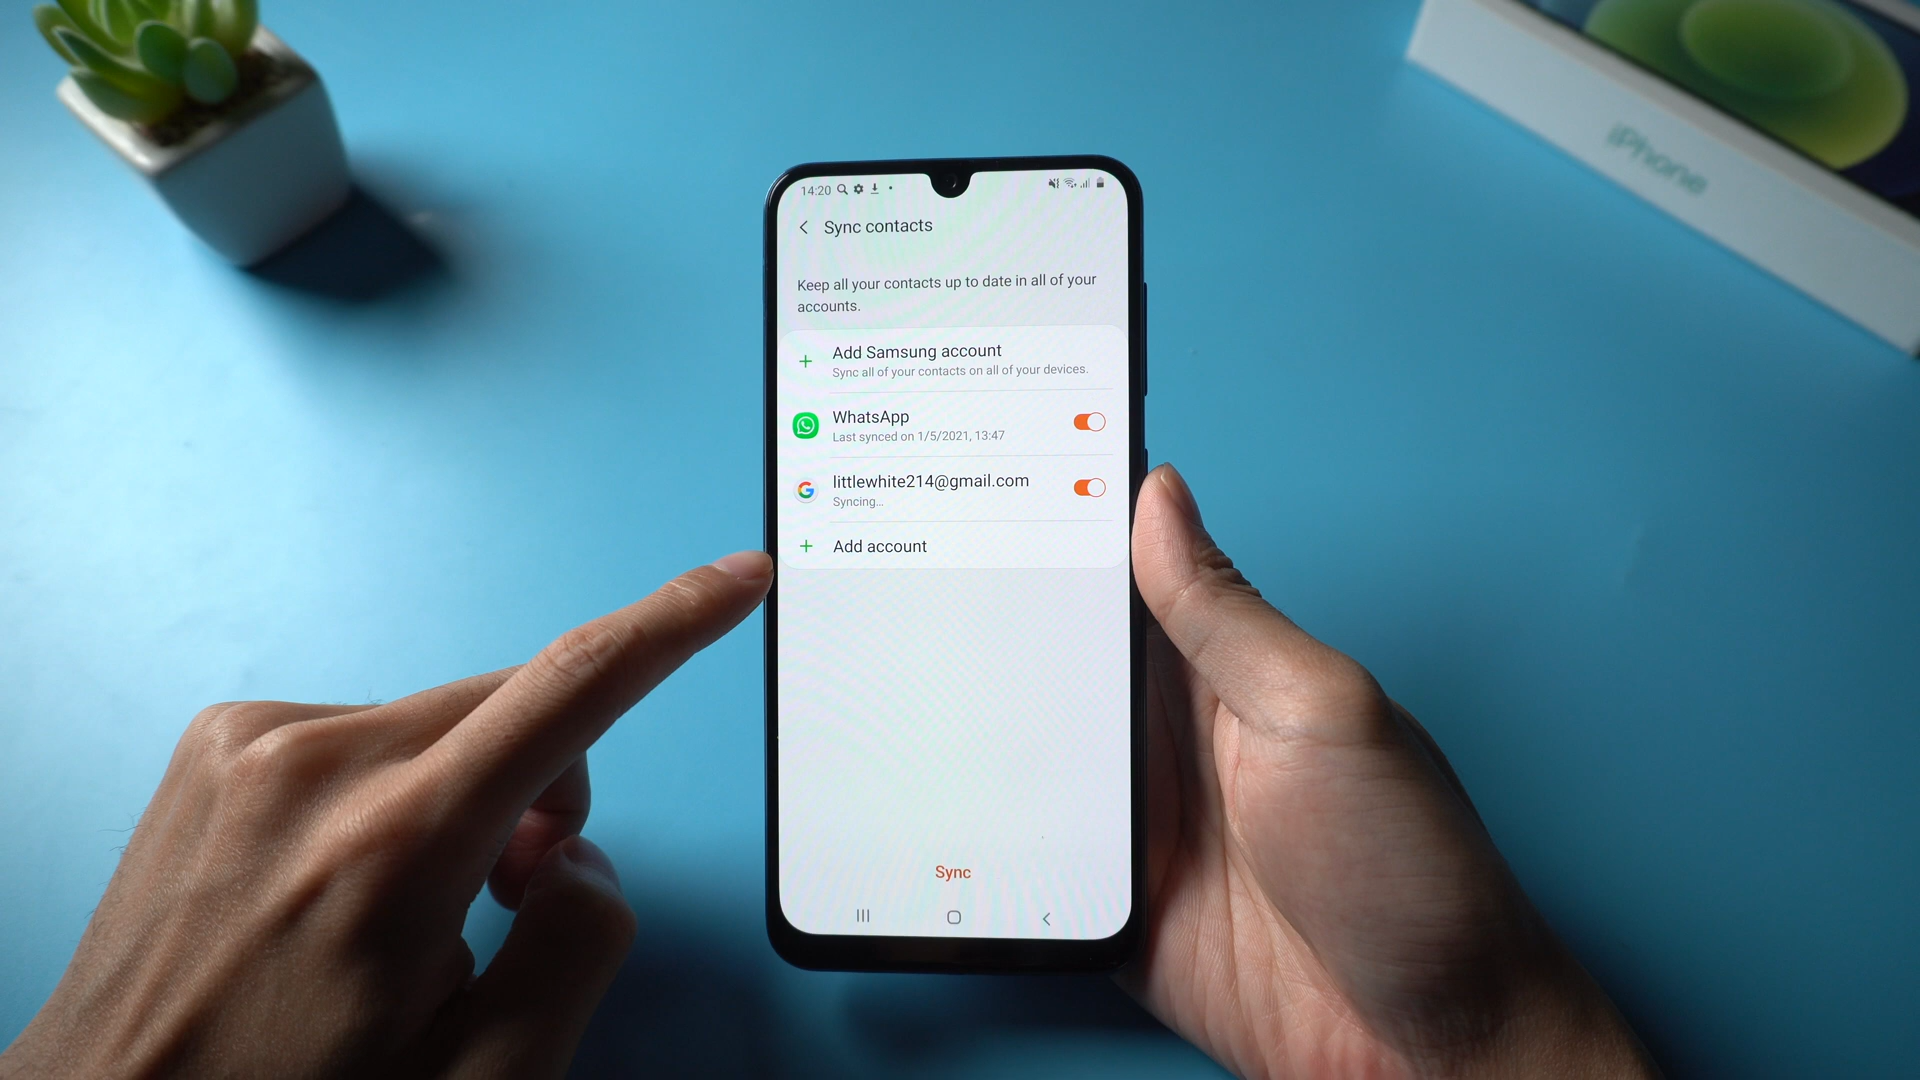 14:20
Sync contacts
Keep all your contacts up to date in all of your
accounts.
Add Samsung account
Sync all of your contacts on all of your devices.
WhatsApp
Last synced on 1/5/2021, 13:47
littlewhite214@gmail.com
Syncing...
Add account
Sync
iPhone